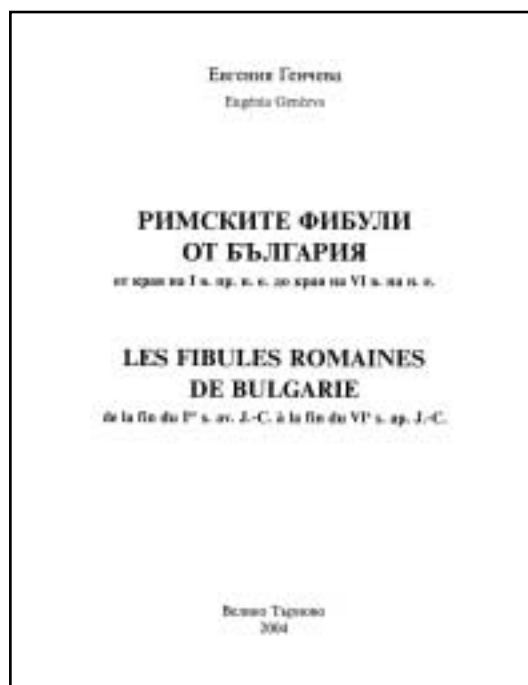 Евгения Генчева
Eugénia Genčeva
РИМСКИТЕ ФИБУЛИ
ОТ БЪЛГАРИЯ
от края на I в. пр. н. е. до края на VI в. на н. е.
LES FIBULES ROMAINES
DE BULGARIE
de la fin du Iᵉʳ s. av. J.-C. à la fin du VIᵉ s. ap. J.-C.
Велико Търново
2004